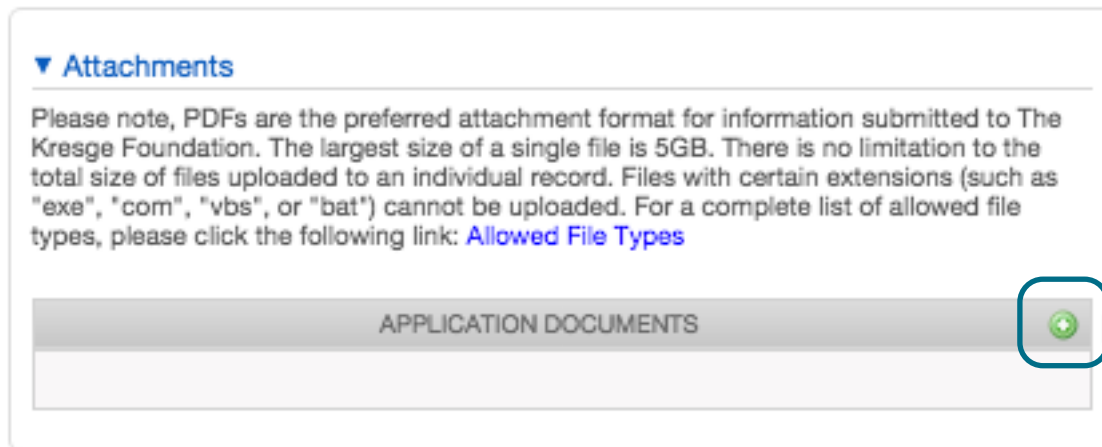 Attachments
Please note, PDFs are the preferred attachment format for information submitted to The
Kresge Foundation. The largest size of a single file is 5GB. There is no limitation to the
total size of files uploaded to an individual record. Files with certain extensions (such as
"exe", "com", "vbs", or "bat") cannot be uploaded. For a complete list of allowed file
types, please click the following link: Allowed File Types
APPLICATION DOCUMENTS